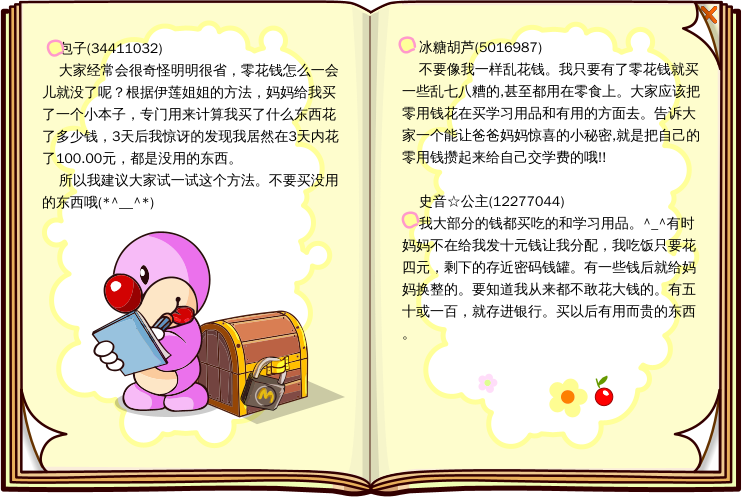 包子(34411032)
大家经常会很奇怪明明很省，零花钱怎么一会
儿就没了呢？根据伊莲姐姐的方法，妈妈给我买
了一个小本子，专门用来计算我买了什么东西花
了多少钱，3天后我惊讶的发现我居然在3天内花
了100.00元，都是没用的东西。
所以我建议大家试一试这个方法。不要买没用
的东西哦(*^__^*)
冰糖胡芦(5016987)
不要像我一样乱花钱。我只要有了零花钱就买
一些乱七八糟的,甚至都用在零食上。大家应该把
零用钱花在买学习用品和有用的方面去。告诉大
家一个能让爸爸妈妈惊喜的小秘密,就是把自己的
零用钱攒起来给自己交学费的哦!!
史音☆公主(12277044)
我大部分的钱都买吃的和学习用品。^_^有时
妈妈不在给我发十元钱让我分配，我吃饭只要花
四元，剩下的存近密码钱罐。有一些钱后就给妈
妈换整的。要知道我从来都不敢花大钱的。有五
十或一百，就存进银行。买以后有用而贵的东西
。